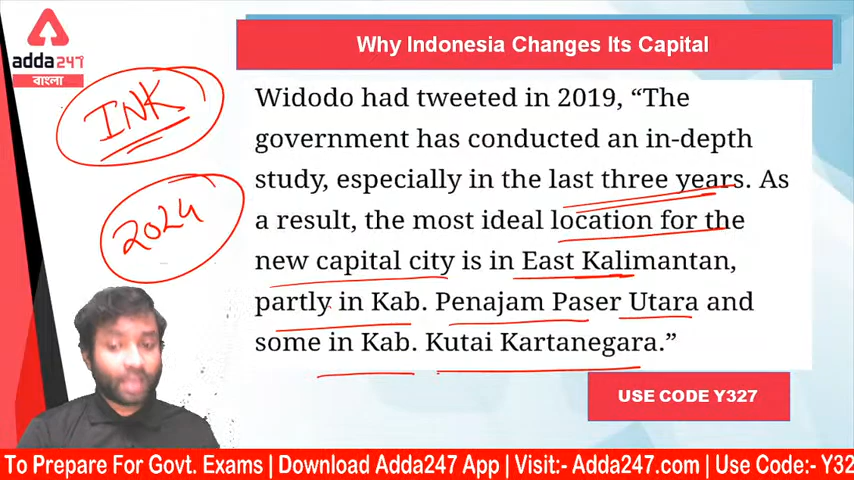 Why Indonesia Changes Its Capital
adda247
বাংলা
INK
2024
Widodo had tweeted in 2019, “The
government has conducted an in-depth
study, especially in the last three years. As
a result, the most ideal location for the
new capital city is in East Kalimantan,
partly in Kab. Penajam Paser Utara and
some in Kab. Kutai Kartanegara.”
USE CODE Y327
To Prepare For Govt. Exams | Download Adda247 App | Visit:- Adda247.com | Use Code:- Y32